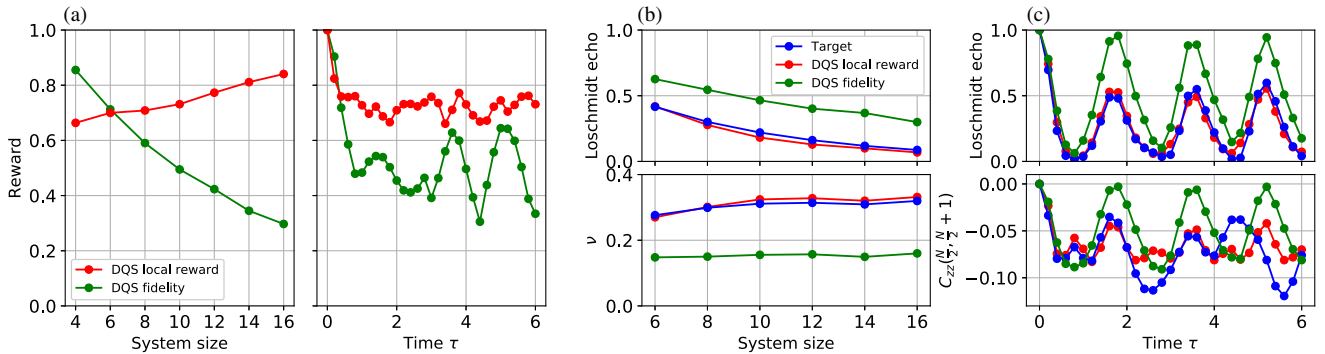 (a)
Reward
1.0
0.8
0.6
0.4
0.2
0.0
DQS local reward
DQS fidelity
4 6 8 10 12 14 16
System size
0 2 4 6
Time τ
(b)
Loschmidt echo
1.0
0.5
0.0
Target
DQS local reward
DQS fidelity
ν
0.4
0.2
0.0
6 8 10 12 14 16
System size
(c)
Loschmidt echo
1.0
0.5
0.0
C_{zz}(\frac{N}{2}, \frac{N}{2} + 1)
0.00
−0.05
−0.10
0 2 4 6
Time τ